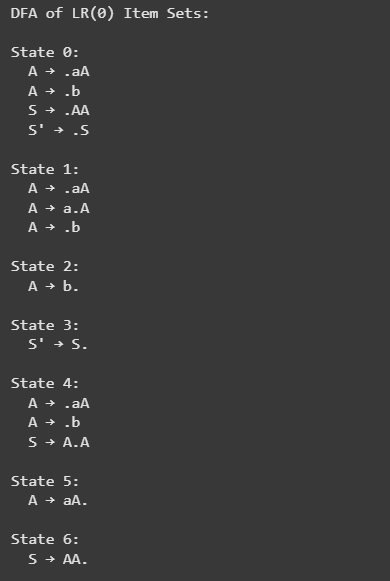 DFA of LR(0) Item Sets:
State 0:
A → .aA
A → .b
S → .AA
S' → .S
State 1:
A → .aA
A → a.A
A → .b
State 2:
A → b.
State 3:
S' → S.
State 4:
A → .aA
A → .b
S → A.A
State 5:
A → aA.
State 6:
S → AA.